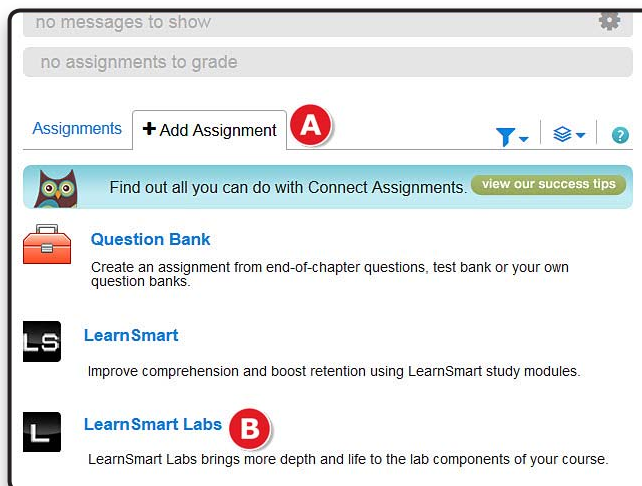 no messages to show
no assignments to grade
Assignments + Add Assignment A
?
Find out all you can do with Connect Assignments. view our success tips
Question Bank
Create an assignment from end-of-chapter questions, test bank or your own
question banks.
LS LearnSmart
Improve comprehension and boost retention using LearnSmart study modules.
L LearnSmart Labs B
LearnSmart Labs brings more depth and life to the lab components of your course.